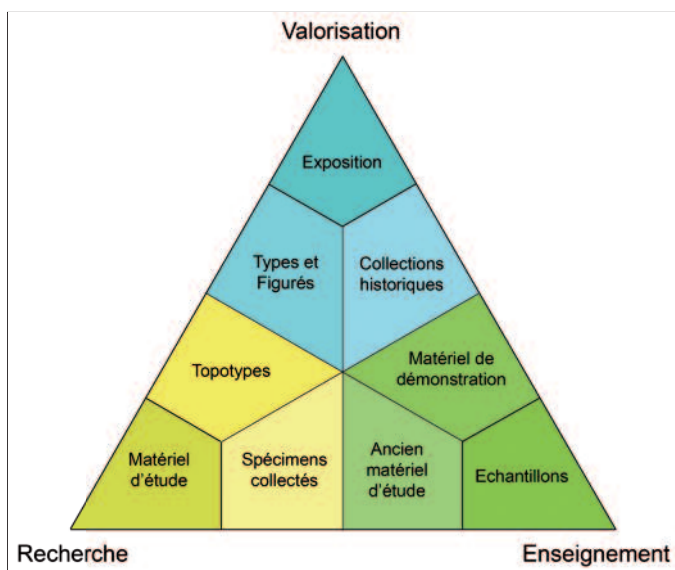 Valorisation
Exposition
Types et
Figurés
Collections
historiques
Topotypes
Matériel de
démonstration
Matériel
d'étude
Spécimens
collectés
Ancien
matériel
d'étude
Echantillons
Recherche
Enseignement